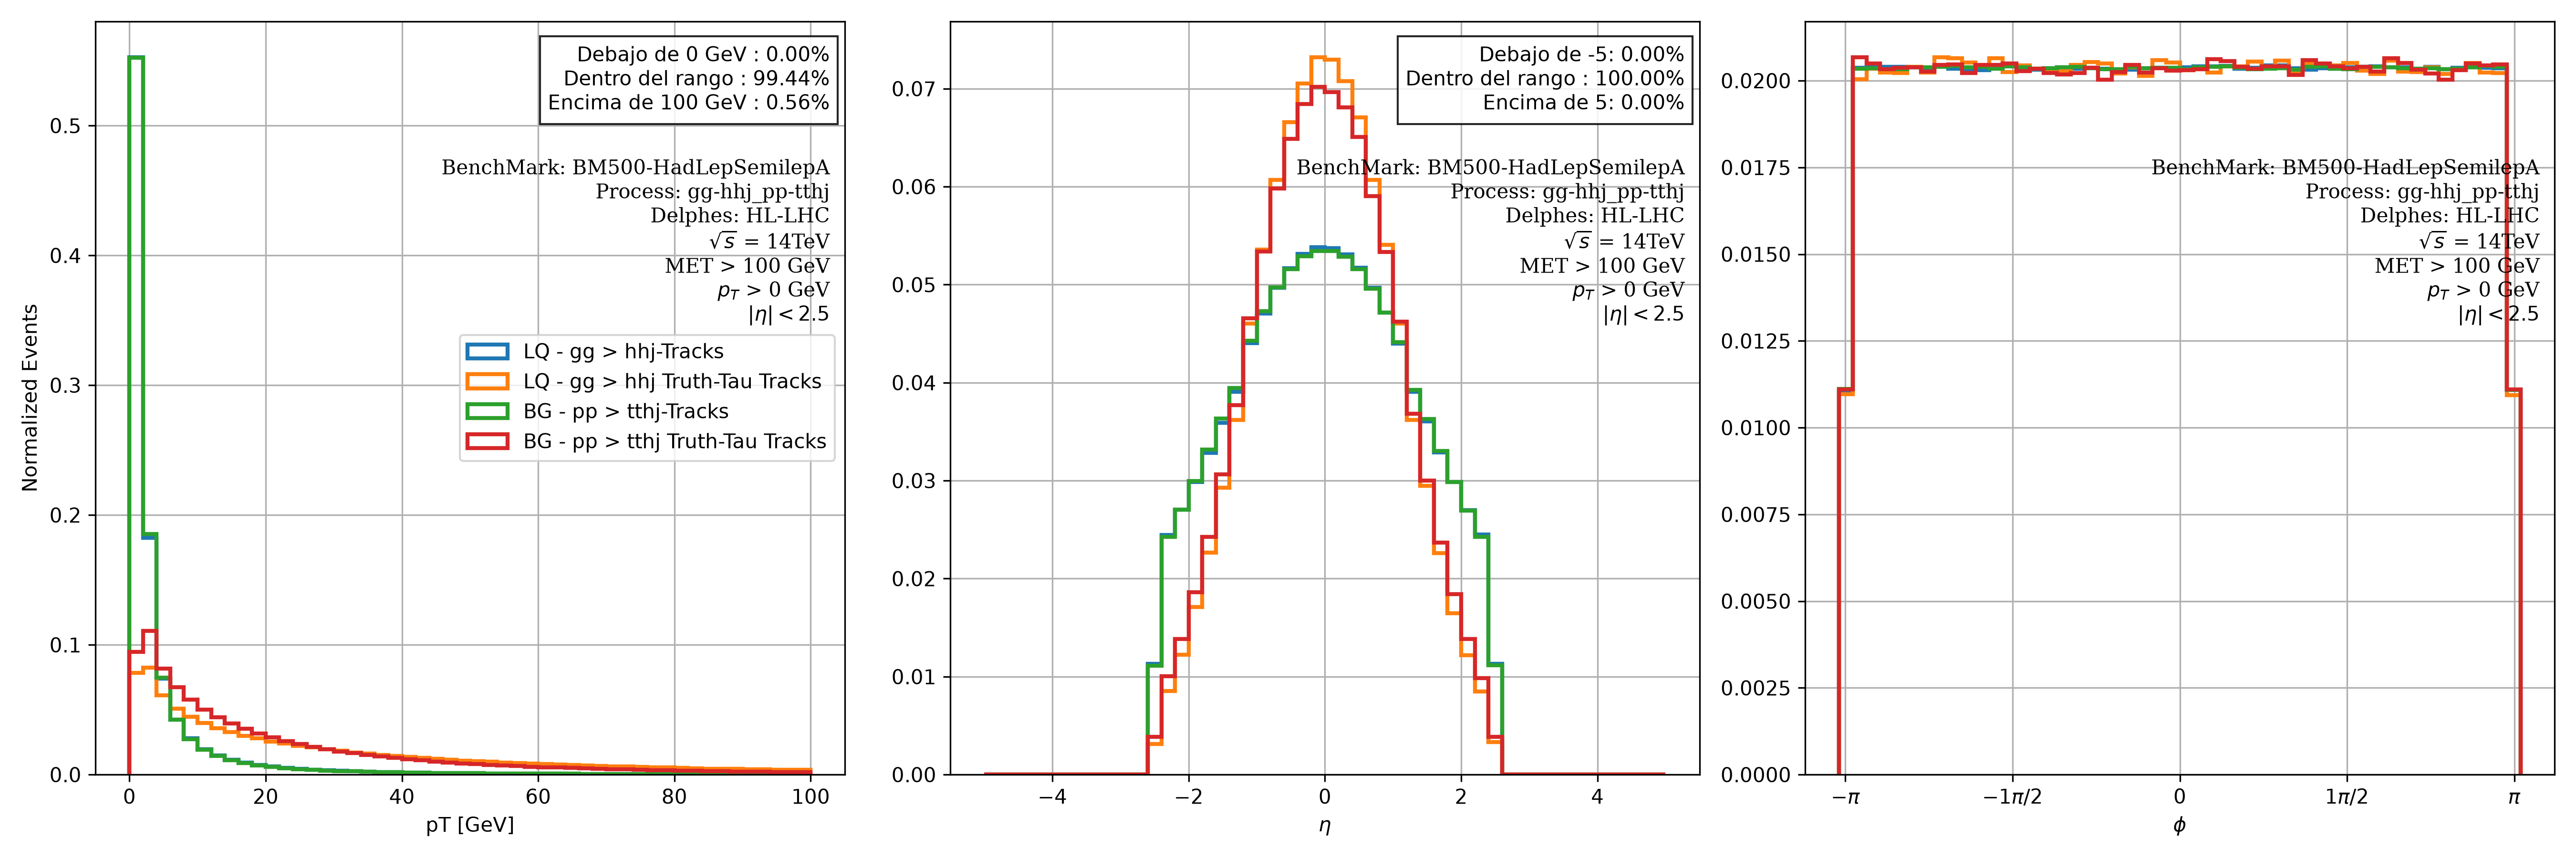 Debajo de 0 GeV : 0.00%
Dentro del rango : 99.44%
Encima de 100 GeV : 0.56%
BenchMark: BM500-HadLepSemilepA
Process: gg-hhj_pp-tthj
Delphes: HL-LHC
√s = 14TeV
MET > 100 GeV
p_T > 0 GeV
|η| < 2.5
LQ - gg > hhj-Tracks
LQ - gg > hhj Truth-Tau Tracks
BG - pp > tthj-Tracks
BG - pp > tthj Truth-Tau Tracks
Normalized Events
0.5
0.4
0.3
0.2
0.1
0.0
0 20 40 60 80 100
pT [GeV]
Debajo de -5: 0.00%
Dentro del rango : 100.00%
Encima de 5: 0.00%
BenchMark: BM500-HadLepSemilepA
Process: gg-hhj_pp-tthj
Delphes: HL-LHC
√s = 14TeV
MET > 100 GeV
p_T > 0 GeV
|η| < 2.5
0.07
0.06
0.05
0.04
0.03
0.02
0.01
0.00
−4 −2 0 2 4
η
BenchMark: BM500-HadLepSemilepA
Process: gg-hhj_pp-tthj
Delphes: HL-LHC
√s = 14TeV
MET > 100 GeV
p_T > 0 GeV
|η| < 2.5
0.0200
0.0175
0.0150
0.0125
0.0100
0.0075
0.0050
0.0025
0.0000
−π −1π/2 0 1π/2 π
ϕ